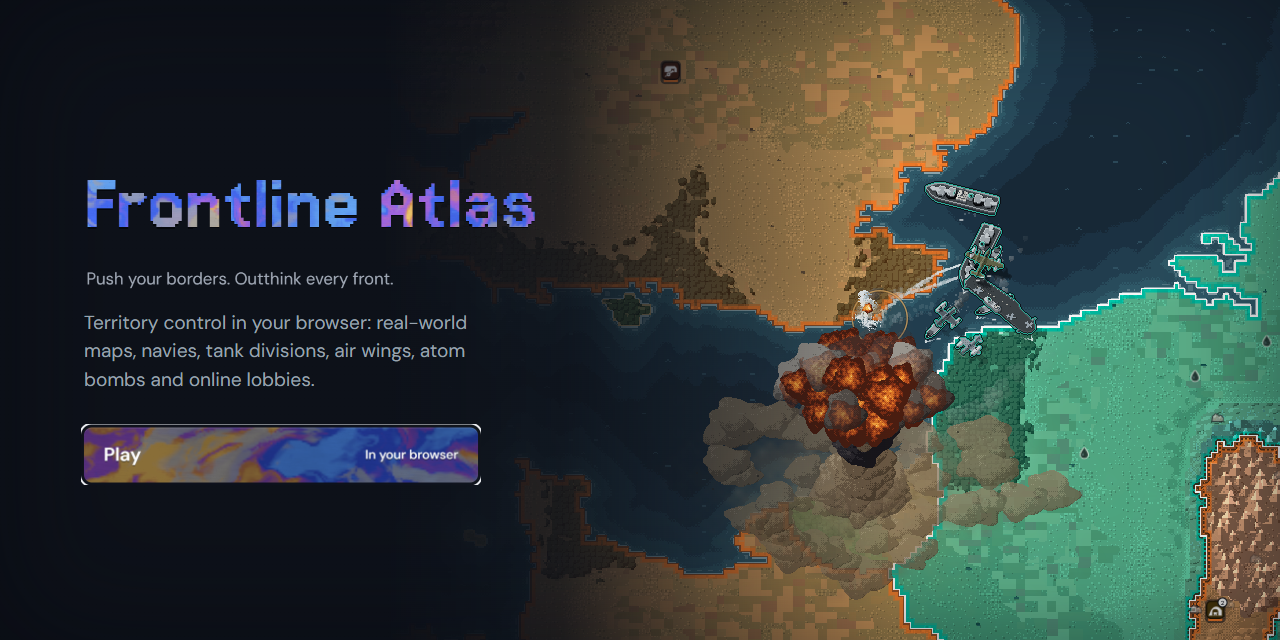 Frontline Atlas
Push your borders. Outthink every front.
Territory control in your browser: real-world
maps, navies, tank divisions, air wings, atom
bombs and online lobbies.
Play
In your browser